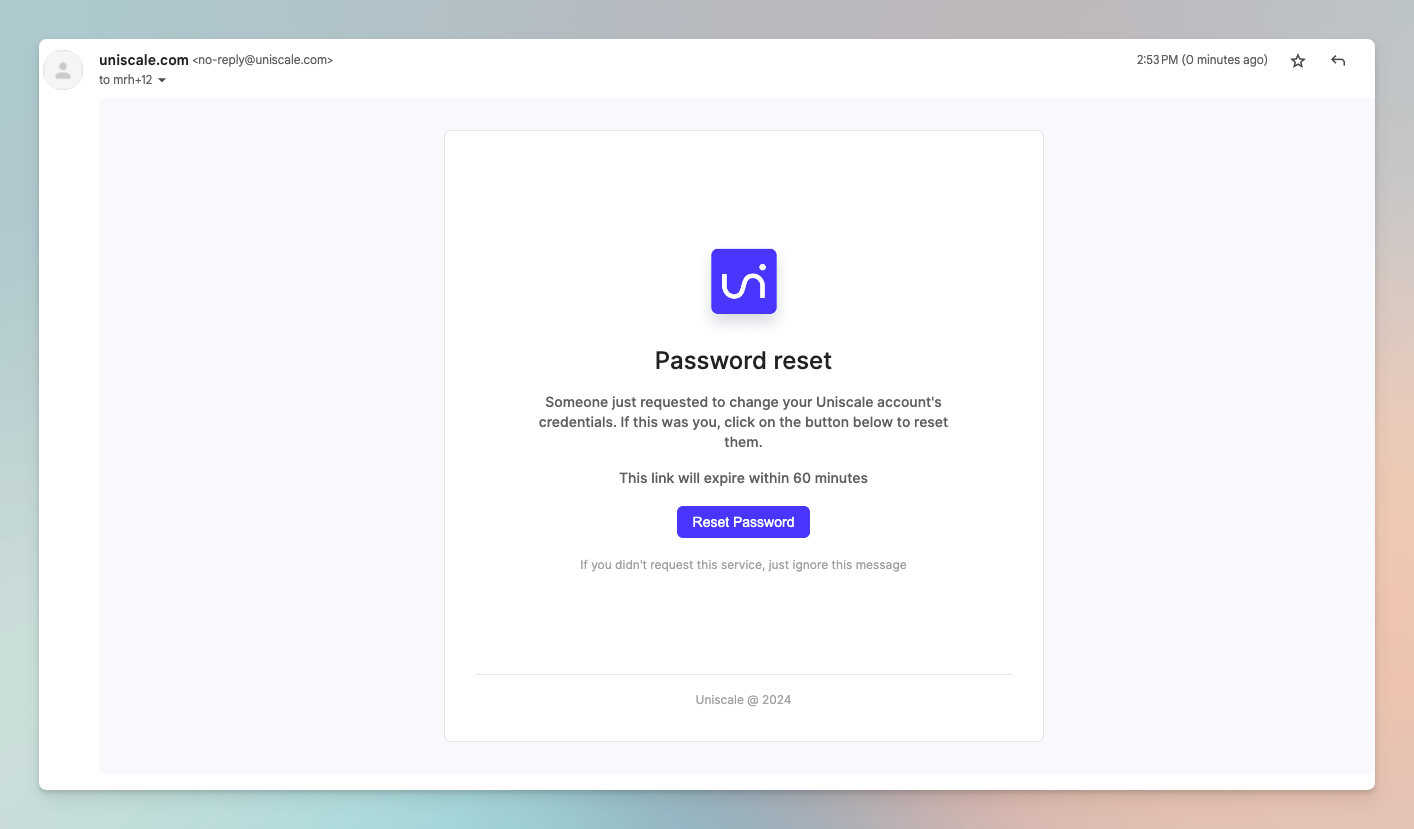 uniscale.com <no-reply@uniscale.com>
2:53 PM (0 minutes ago)
to mrh+12
uni
Password reset
Someone just requested to change your Uniscale account's
credentials. If this was you, click on the button below to reset
them.
This link will expire within 60 minutes
Reset Password
If you didn't request this service, just ignore this message
Uniscale @ 2024